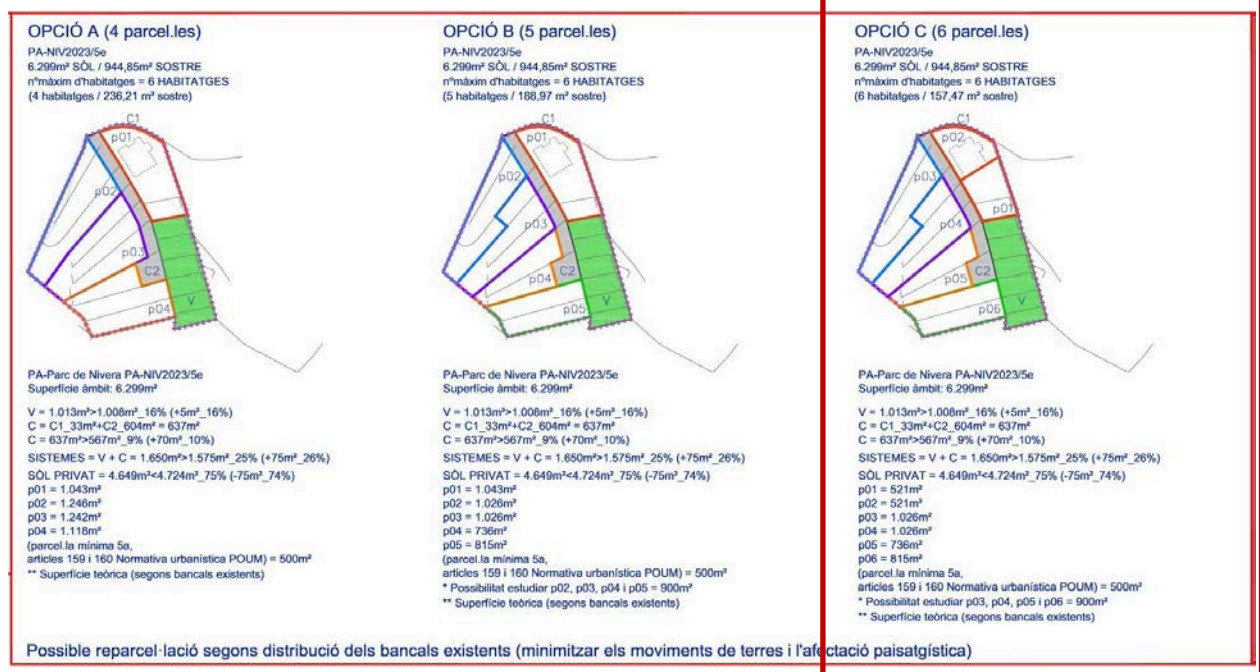 OPCIÓ A (4 parcel.les)
PA-NIV2023/5e
6.299m² SÒL / 944,85m² SOSTRE
nºmàxim d'habitatges = 6 HABITATGES
(4 habitalges / 236,21 m² sostre)
C1
p01
p02
p03
C2
p04
V
PA-Parc de Nivera PA-NIV2023/5e
Superfície àmbit: 6.299m²
V = 1.013m²>1.008m²_16% (+5m²_16%)
C = C1_33m²+C2_604m² = 637m²
C = 637m²>567m²_9% (+70m²_10%)
SISTEMES = V + C = 1.650m²>1.575m²_25% (+75m²_26%)
SÒL PRIVAT = 4.649m²<4.724m²_75% (-75m²_74%)
p01 = 1.043m²
p02 = 1.246m²
p03 = 1.242m²
p04 = 1.118m²
(parcel.la mínima 5a,
articles 159 i 160 Normativa urbanística POUM) = 500m²
** Superfície teòrica (segons bancals existents)
OPCIÓ B (5 parcel.les)
PA-NIV2023/5e
6.299m² SÒL / 944,85m² SOSTRE
nºmàxim d'habitatges = 6 HABITATGES
(5 habitatges / 188,97 m² sostre)
C1
p01
p02
p03
C2
p04
V
p05
PA-Parc de Nivera PA-NIV2023/5e
Superfície àmbit: 6.299m²
V = 1.013m²>1.008m²_16% (+5m²_16%)
C = C1_33m²+C2_604m² = 637m²
C = 637m²>567m²_9% (+70m²_10%)
SISTEMES = V + C = 1.650m²>1.575m²_25% (+75m²_26%)
SÒL PRIVAT = 4.649m²<4.724m²_75% (-75m²_74%)
p01 = 1.043m²
p02 = 1.026m²
p03 = 1.026m²
p04 = 736m²
p05 = 815m²
(parcel.la mínima 5a,
articles 159 i 160 Normativa urbanística POUM) = 500m²
* Possibilitat estudiar p02, p03, p04 i p05 = 900m²
** Superfície teòrica (segons bancals existents)
OPCIÓ C (6 parcel.les)
PA-NIV2023/5e
6.299m² SÒL / 944,85m² SOSTRE
nºmàxim d'habitatges = 6 HABITATGES
(6 habitatges / 157,47 m² sostre)
C1
p02
p03
p01
p04
C2
p05
V
p06
PA-Parc de Nivera PA-NIV2023/5e
Superfície àmbit: 6.299m²
V = 1.013m²>1.008m²_16% (+5m²_16%)
C = C1_33m²+C2_604m² = 637m²
C = 637m²>567m²_9% (+70m²_10%)
SISTEMES = V + C = 1.650m²>1.575m²_25% (+75m²_26%)
SÒL PRIVAT = 4.649m²<4.724m²_75% (-75m²_74%)
p01 = 521m²
p02 = 521m²
p03 = 1.026m²
p04 = 1.026m²
p05 = 736m²
p06 = 815m²
(parcel.la mínima 5a,
articles 159 i 160 Normativa urbanística POUM) = 500m²
* Possibilitat estudiar p03, p04, p05 i p06 = 900m²
** Superfície teòrica (segons bancals existents)
Possible reparcel·lació segons distribució dels bancals existents (minimitzar els moviments de terres i l'afectació paisatgística)